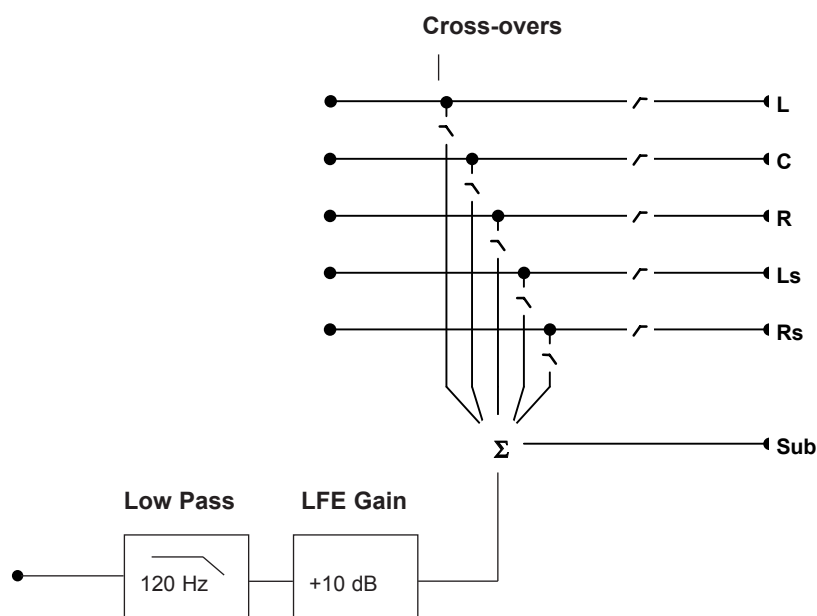 Cross-overs
L
C
R
Ls
Rs
Σ
Sub
Low Pass
LFE Gain
120 Hz
+10 dB